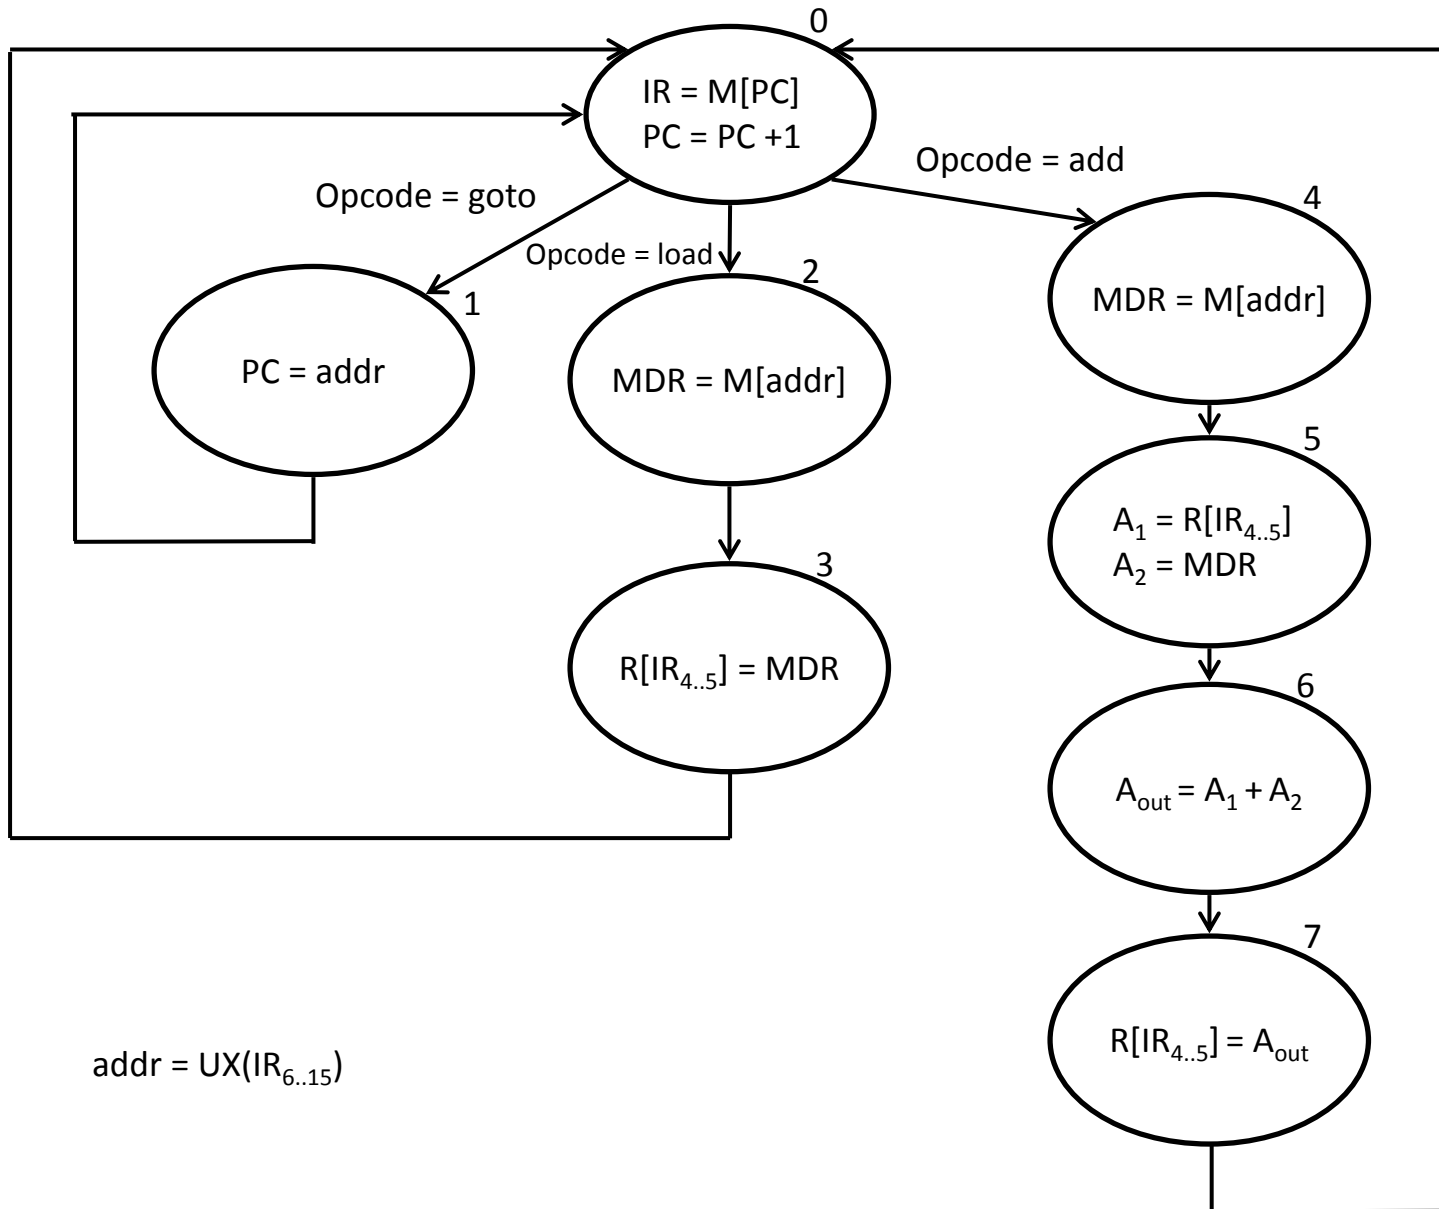 0
IR = M[PC]
PC = PC +1
Opcode = goto
Opcode = load
Opcode = add
1
PC = addr
2
MDR = M[addr]
3
R[IR4..5] = MDR
4
MDR = M[addr]
5
A1 = R[IR4..5]
A2 = MDR
6
Aout = A1 + A2
7
R[IR4..5] = Aout
addr = UX(IR6..15)